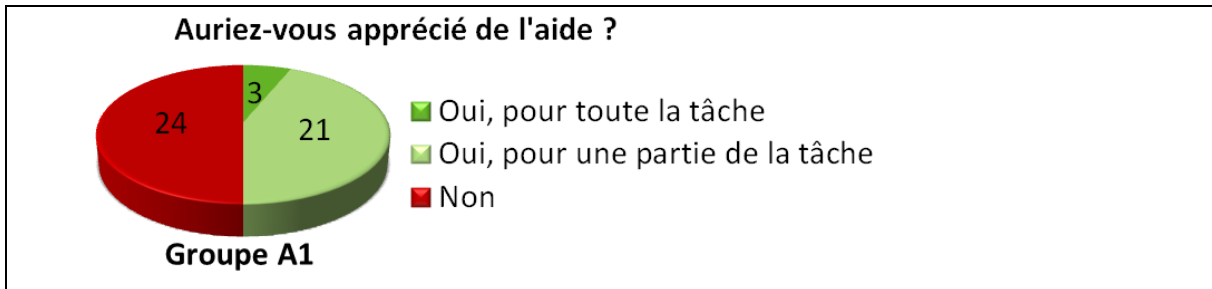 Auriez-vous apprécié de l'aide ?
3
24
21
Oui, pour toute la tâche
Oui, pour une partie de la tâche
Non
Groupe A1